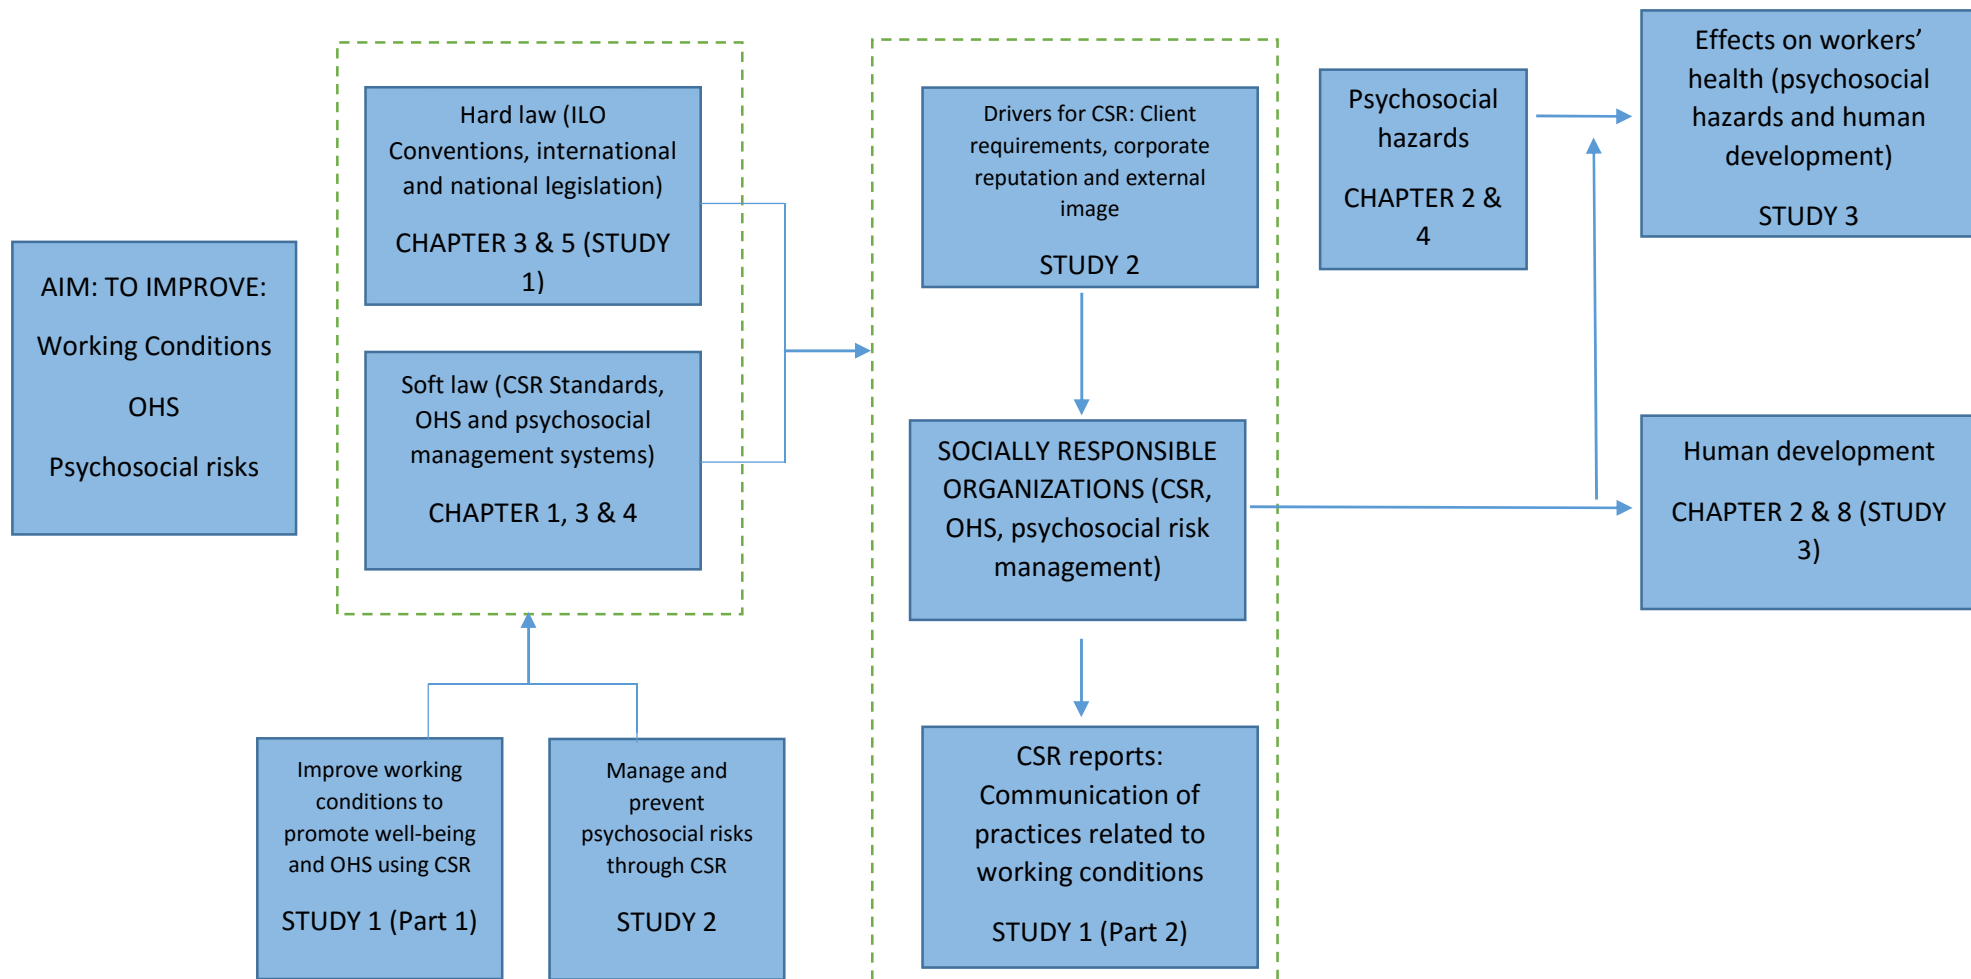 AIM: TO IMPROVE:
Working Conditions
OHS
Psychosocial risks
Hard law (ILO
Conventions, international
and national legislation)
CHAPTER 3 & 5 (STUDY
1)
Soft law (CSR Standards,
OHS and psychosocial
management systems)
CHAPTER 1, 3 & 4
Improve working
conditions to
promote well-being
and OHS using CSR
STUDY 1 (Part 1)
Manage and
prevent
psychosocial risks
through CSR
STUDY 2
Drivers for CSR: Client
requirements, corporate
reputation and external
image
STUDY 2
SOCIALLY RESPONSIBLE
ORGANIZATIONS (CSR,
OHS, psychosocial risk
management)
CSR reports:
Communication of
practices related to
working conditions
STUDY 1 (Part 2)
Psychosocial
hazards
CHAPTER 2 &
4
Effects on workers’
health (psychosocial
hazards and human
development)
STUDY 3
Human development
CHAPTER 2 & 8 (STUDY
3)